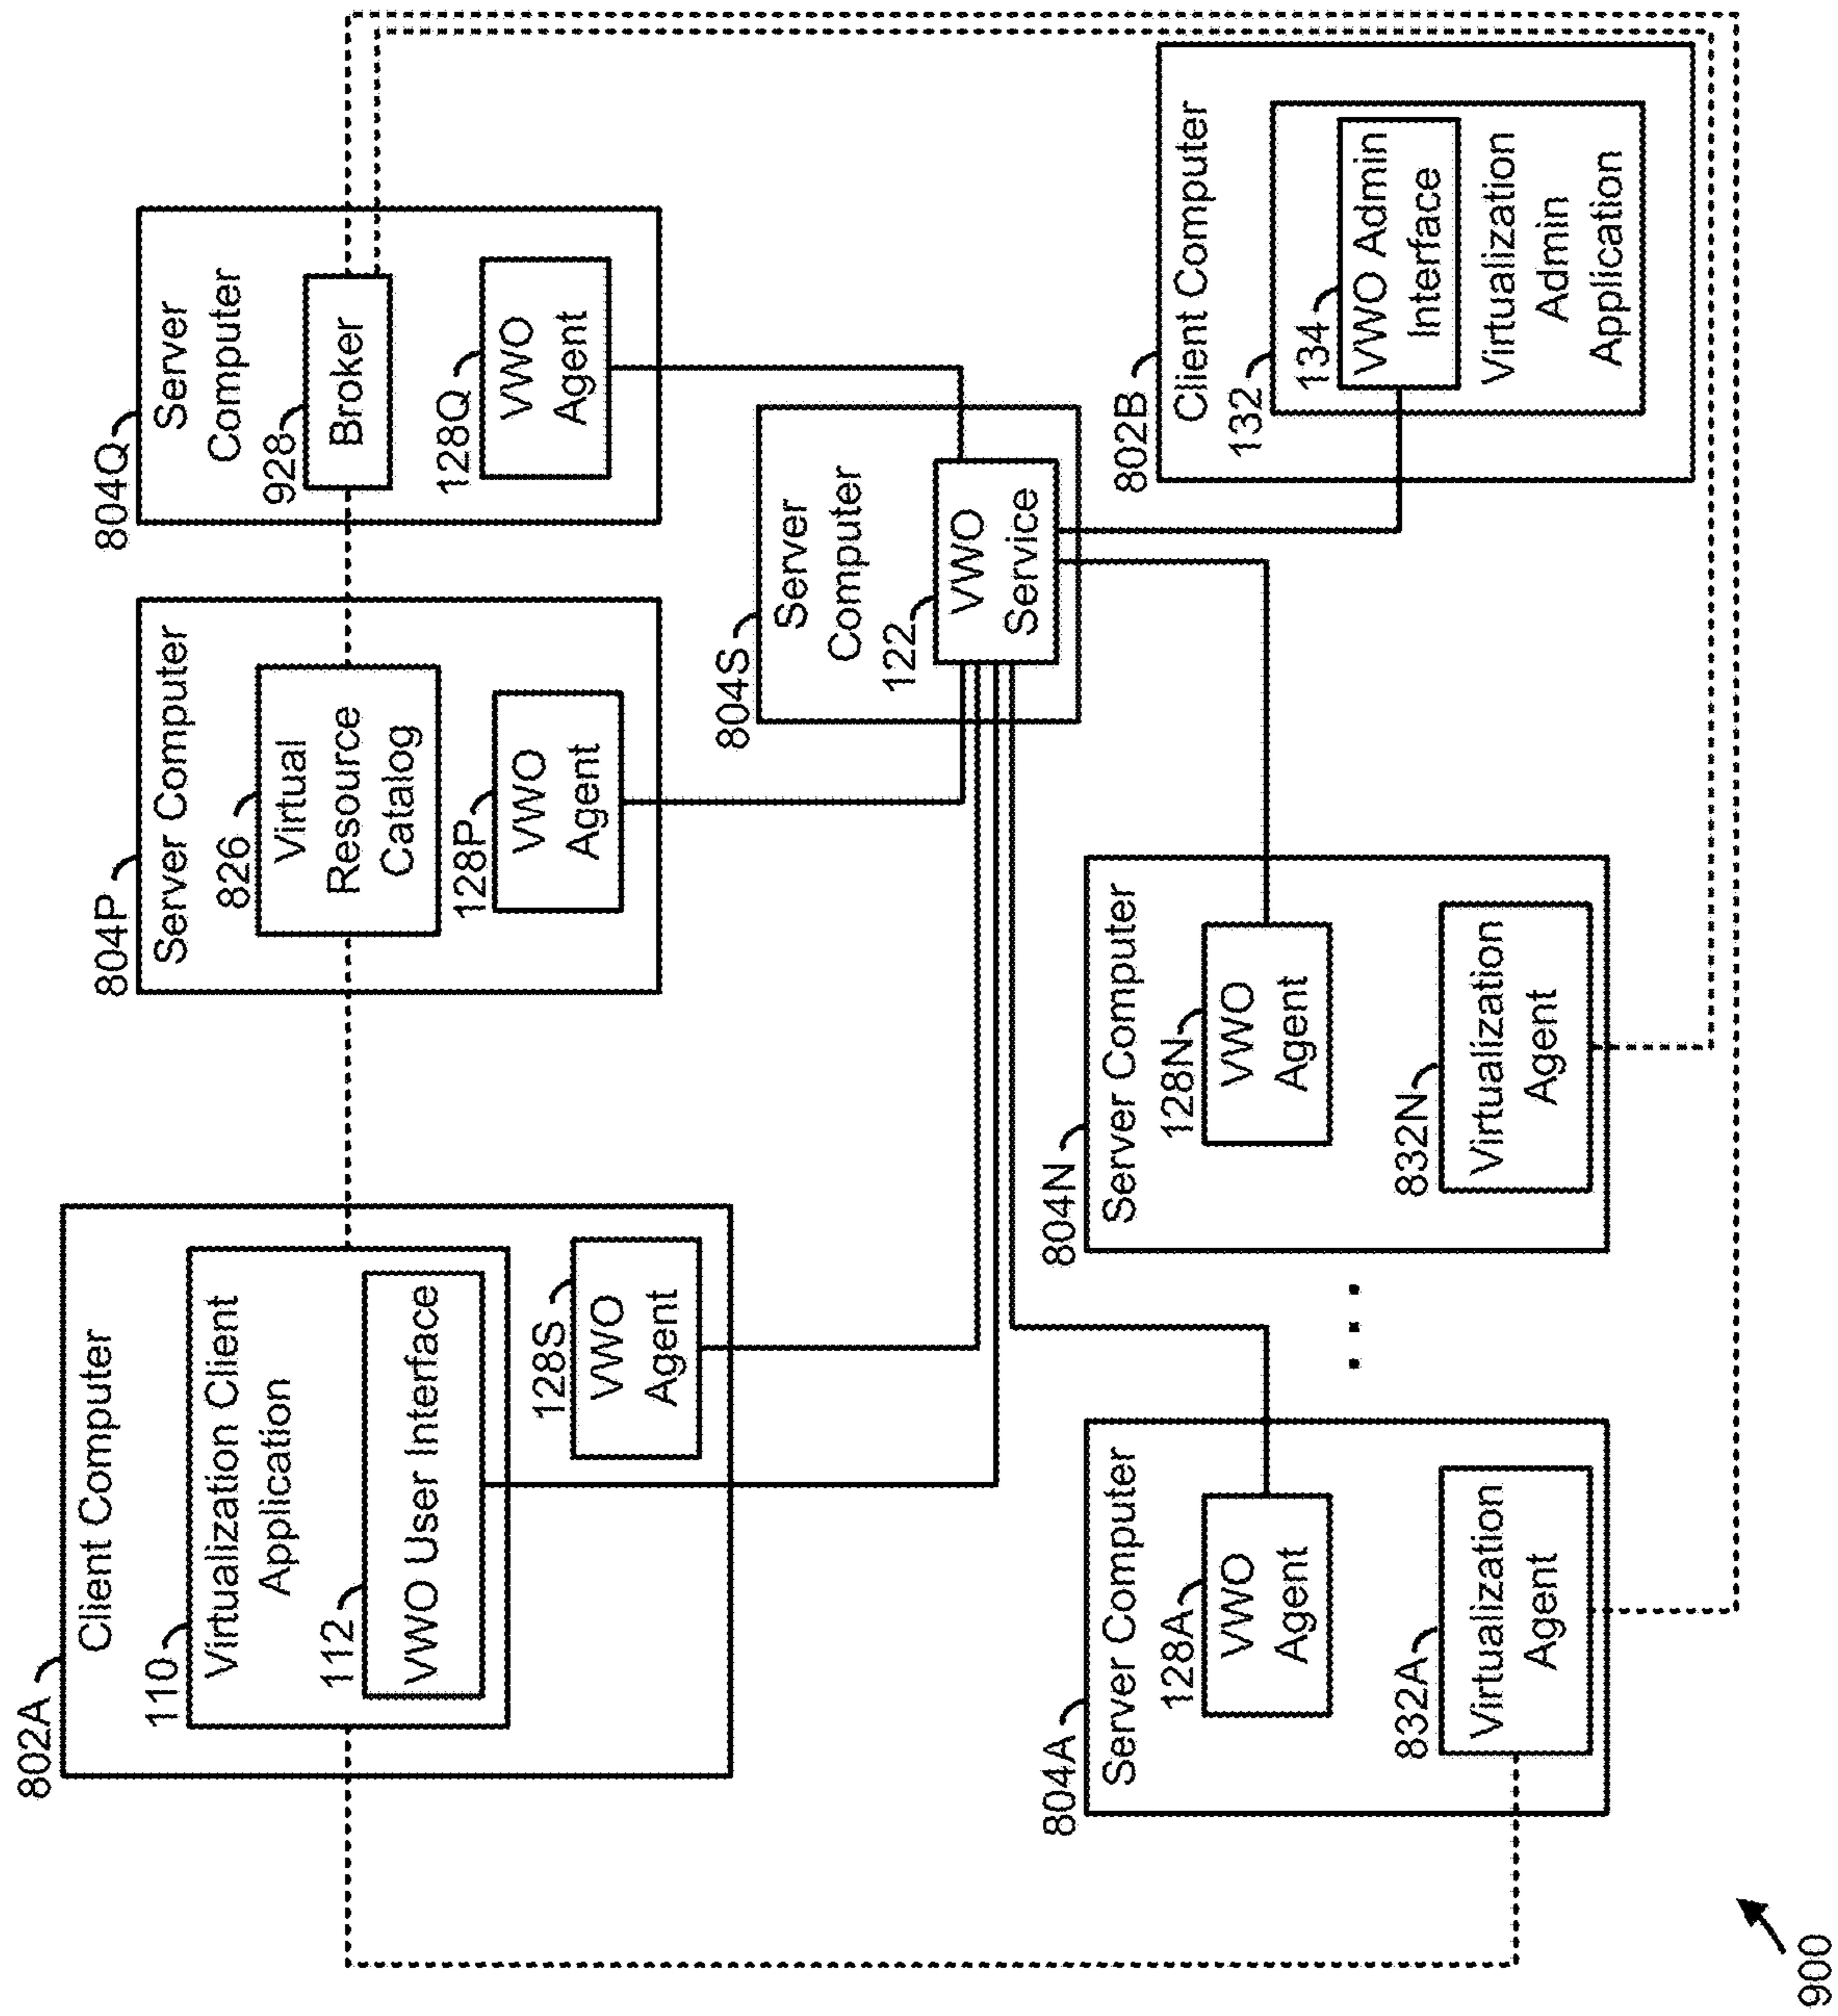 802A
Client Computer
110
Virtualization Client
Application
112
VWO User Interface
128S
VWO
Agent
804P
Server Computer
826
Virtual
Resource
Catalog
128P
VWO
Agent
804Q
Server
Computer
928
Broker
128Q
VWO
Agent
804S
Server
Computer
122
VWO
Service
804A
Server Computer
128A
VWO
Agent
832A
Virtualization
Agent
804N
Server Computer
128N
VWO
Agent
832N
Virtualization
Agent
802B
Client Computer
132
134
VWO Admin
Interface
Virtualization
Admin
Application
900